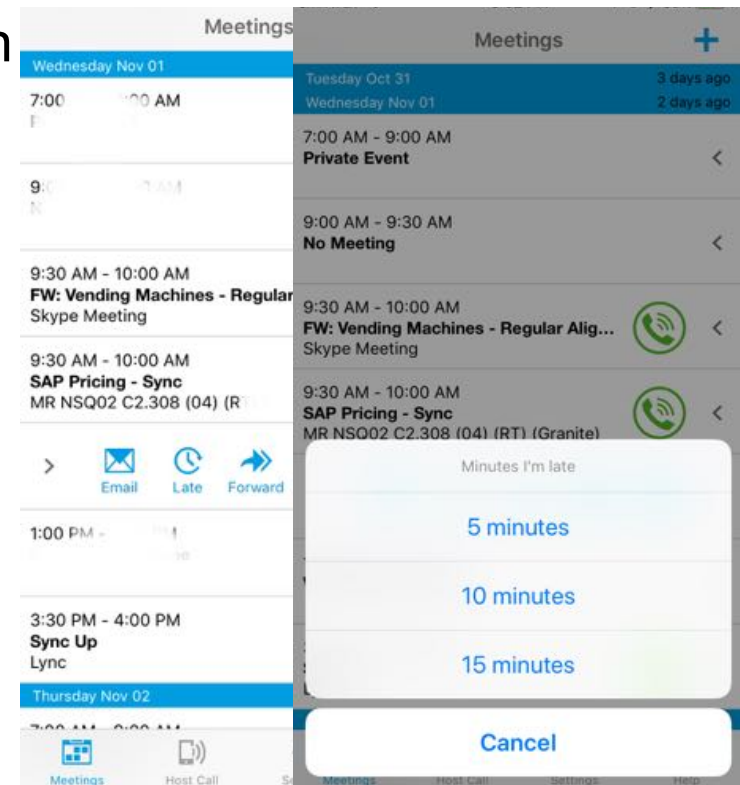 n
Meetings
Wednesday Nov 01
7:00 AM
9:
9:30 AM - 10:00 AM
FW: Vending Machines - Regular
Skype Meeting
9:30 AM - 10:00 AM
SAP Pricing - Sync
MR NSQ02 C2.308 (04) (R
Email Late Forward
1:00 PM -
3:30 PM - 4:00 PM
Sync Up
Lync
Thursday Nov 02
Meetings Host Call
Meetings
Tuesday Oct 31 3 days ago
Wednesday Nov 01 2 days ago
7:00 AM - 9:00 AM
Private Event
9:00 AM - 9:30 AM
No Meeting
9:30 AM - 10:00 AM
FW: Vending Machines - Regular Alig...
Skype Meeting
9:30 AM - 10:00 AM
SAP Pricing - Sync
MR NSQ02 C2.308 (04) (RT) (Granite)
Minutes I'm late
5 minutes
10 minutes
15 minutes
Cancel
Meetings Host Call Settings Help